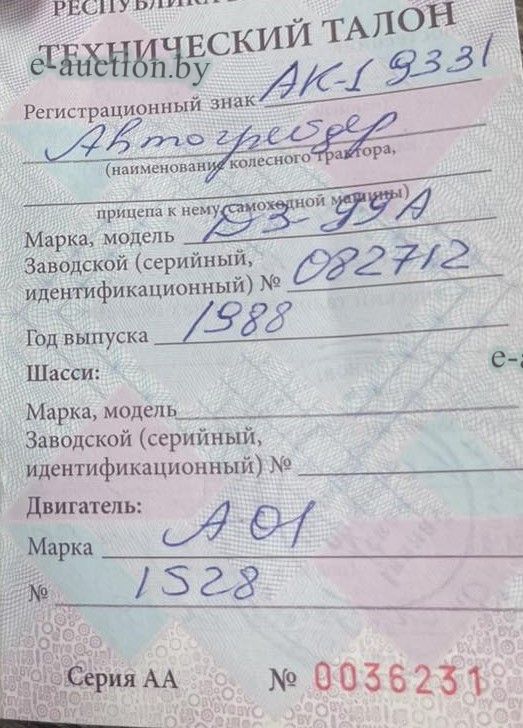 РЕСПУБЛИКА
ТЕХНИЧЕСКИЙ ТАЛОН
e-auction.by
Регистрационный знак АК-1 9331
Автогрейдер
(наименование колесного трактора,
прицепа к нему, самоходной машины)
Марка, модель ДЗ-99А
Заводской (серийный,
идентификационный) № 082712
Год выпуска 1988
e-a
Шасси:
Марка, модель
Заводской (серийный,
идентификационный) №
Двигатель:
Марка А-01
№ 1528
Серия АА № 0036231